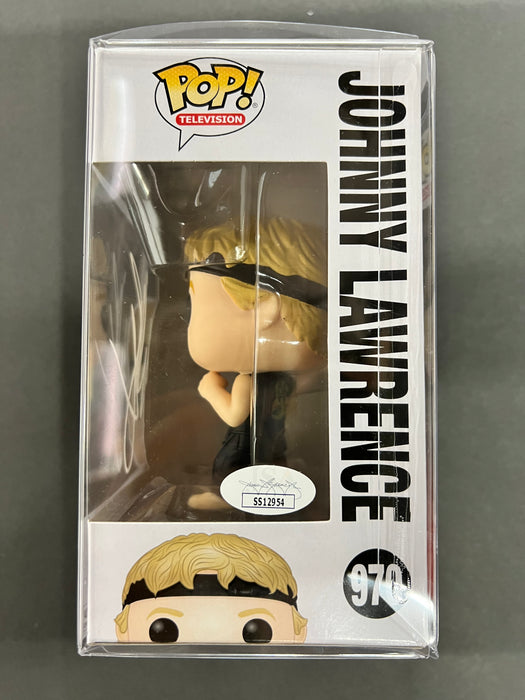 POP!
®
TELEVISION
JOHNNY LAWRENCE
970
SS12954